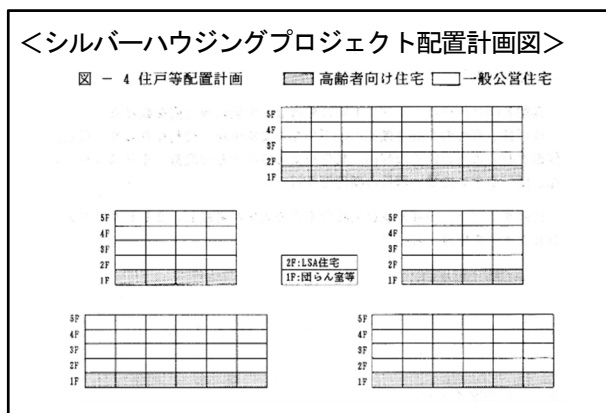 ＜シルバーハウジングプロジェクト配置計画図＞
図 － 4 住戸等配置計画 高齢者向け住宅 一般公営住宅
5F
4F
3F
2F
1F
5F
4F
3F
2F
1F
2F:LSA住宅
1F:団らん室等
5F
4F
3F
2F
1F
5F
4F
3F
2F
1F
5F
4F
3F
2F
1F